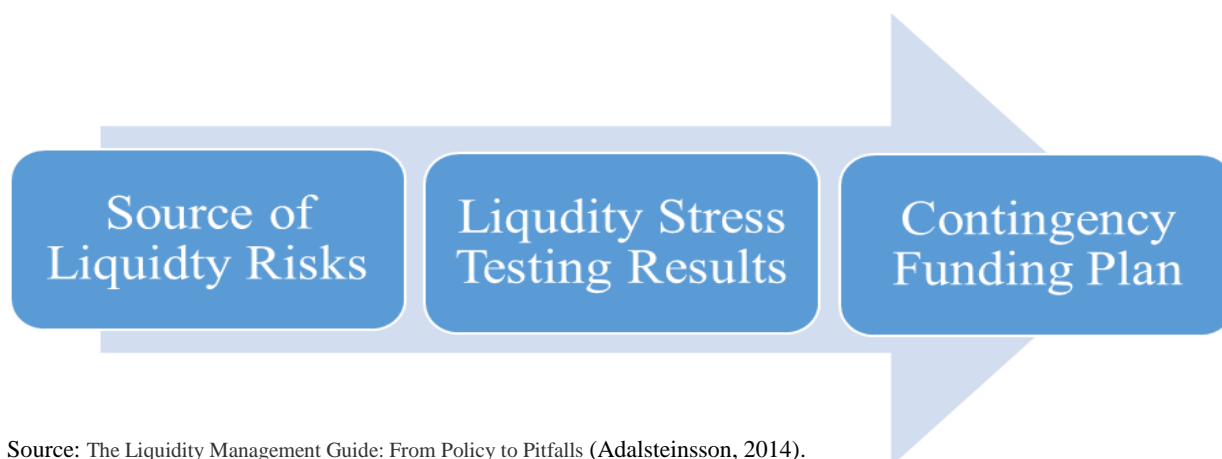 Source of
Liquidty Risks
Liqudity Stress
Testing Results
Contingency
Funding Plan
Source: The Liquidity Management Guide: From Policy to Pitfalls (Adalsteinsson, 2014).